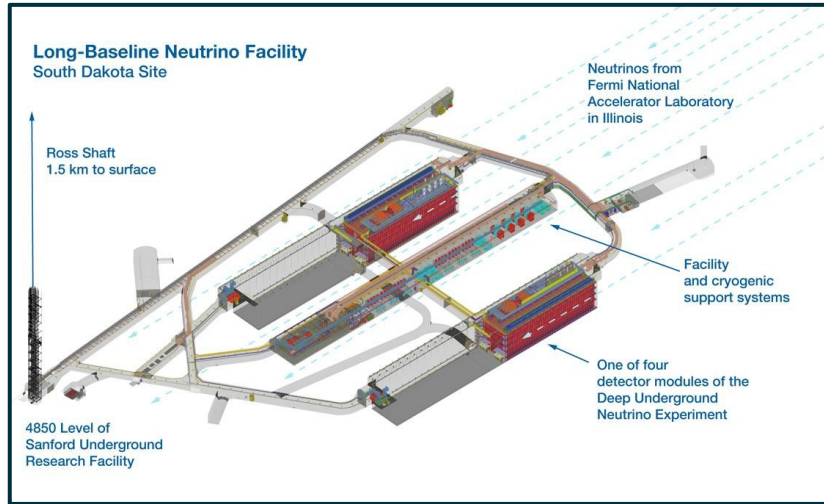 Long-Baseline Neutrino Facility
South Dakota Site
Neutrinos from
Fermi National
Accelerator Laboratory
in Illinois
Ross Shaft
1.5 km to surface
Facility
and cryogenic
support systems
One of four
detector modules of the
Deep Underground
Neutrino Experiment
4850 Level of
Sanford Underground
Research Facility